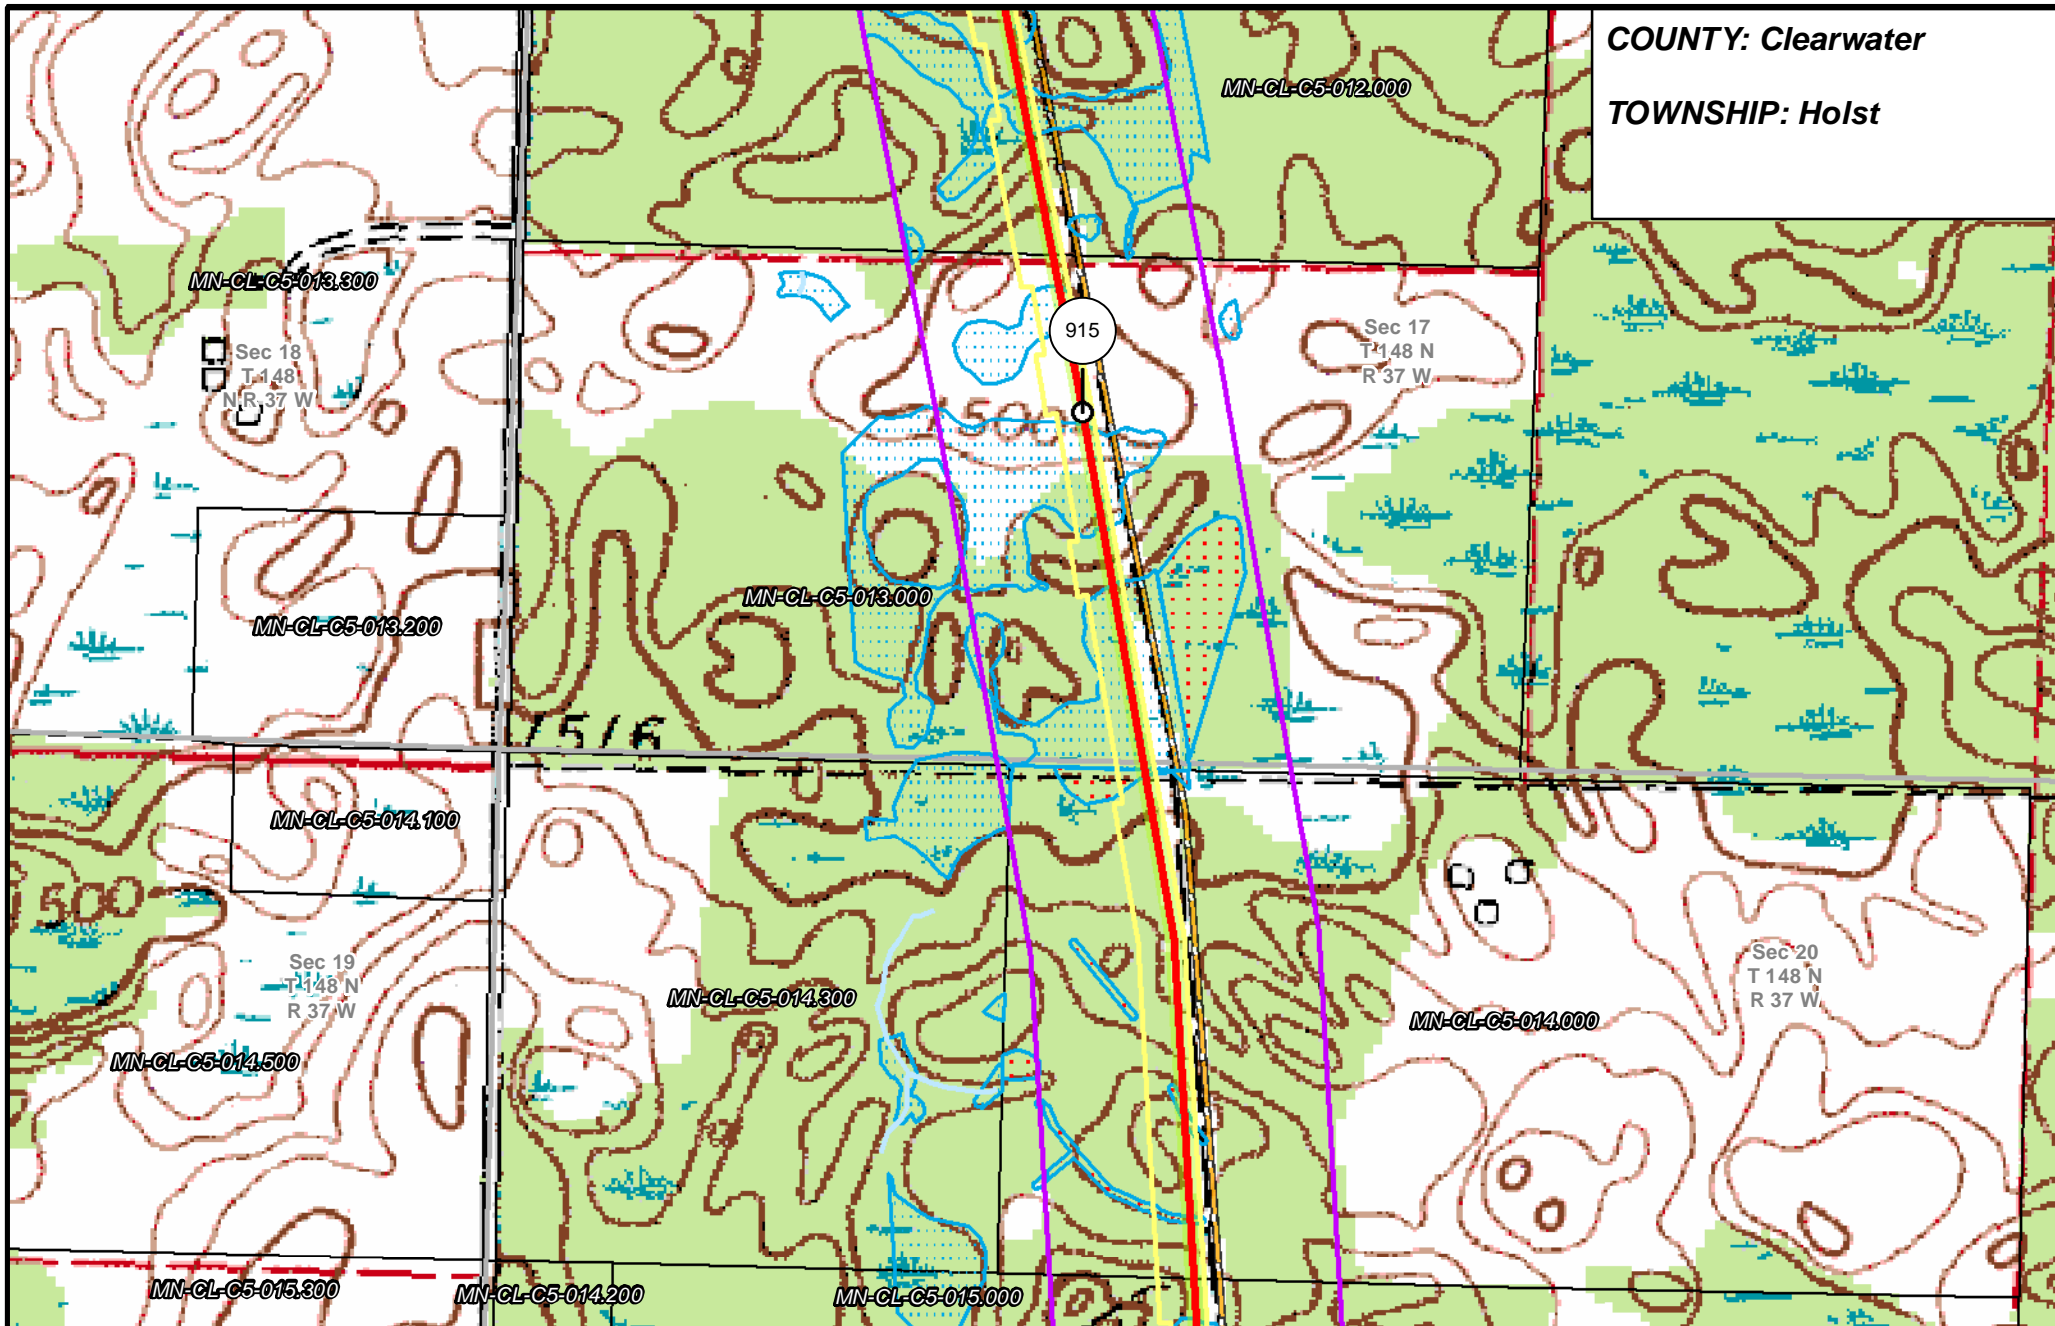 COUNTY: Clearwater
TOWNSHIP: Holst
MN-CL-C5-012.000
MN-CL-C5-013.300
915
Sec 18
T 148
N R 37 W
Sec 17
T 148 N
R 37 W
1500
MN-CL-C5-013.000
MN-CL-C5-013.200
1516
MN-CL-C5-014.100
1500
Sec 19
T 148 N
R 37 W
MN-CL-C5-014.300
Sec 20
T 148 N
R 37 W
MN-CL-C5-014.000
MN-CL-C5-014.500
MN-CL-C5-015.300
MN-CL-C5-014.200
MN-CL-C5-015.000